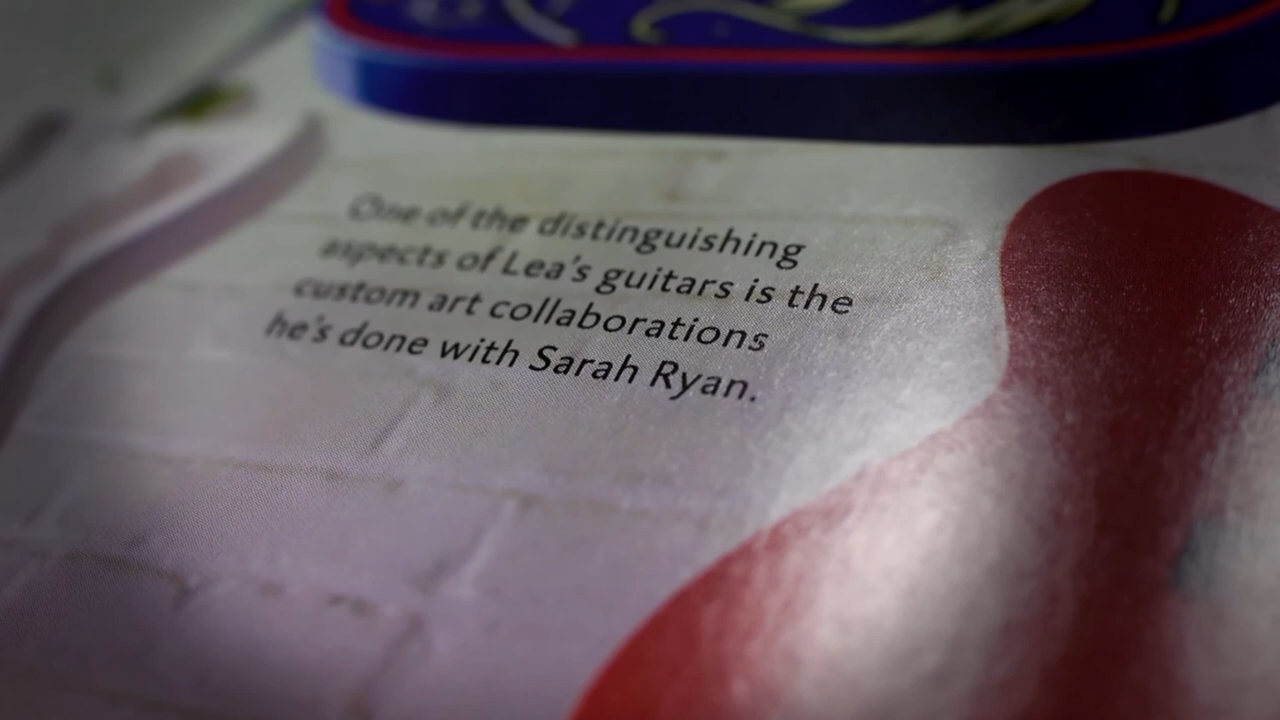 One of the distinguishing
aspects of Lea's guitars is the
custom art collaborations
he's done with Sarah Ryan.